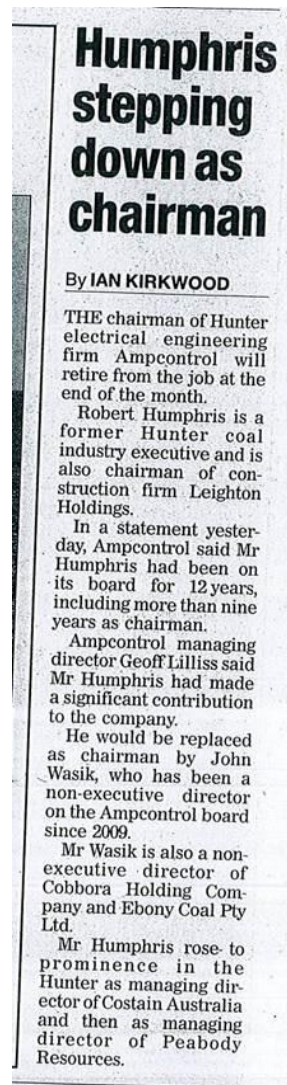 Humphris
stepping
down as
chairman
By IAN KIRKWOOD
THE chairman of Hunter
electrical engineering
firm Ampcontrol will
retire from the job at the
end of the month.
Robert Humphris is a
former Hunter coal
industry executive and is
also chairman of con-
struction firm Leighton
Holdings.
In a statement yester-
day, Ampcontrol said Mr
Humphris had been on
its board for 12 years,
including more than nine
years as chairman.
Ampcontrol managing
director Geoff Lilliss said
Mr Humphris had made
a significant contribution
to the company.
He would be replaced
as chairman by John
Wasik, who has been a
non-executive director
on the Ampcontrol board
since 2009.
Mr Wasik is also a non-
executive director of
Cobbora Holding Com-
pany and Ebony Coal Pty
Ltd.
Mr Humphris rose to
prominence in the
Hunter as managing dir-
ector of Costain Australia
and then as managing
director of Peabody
Resources.